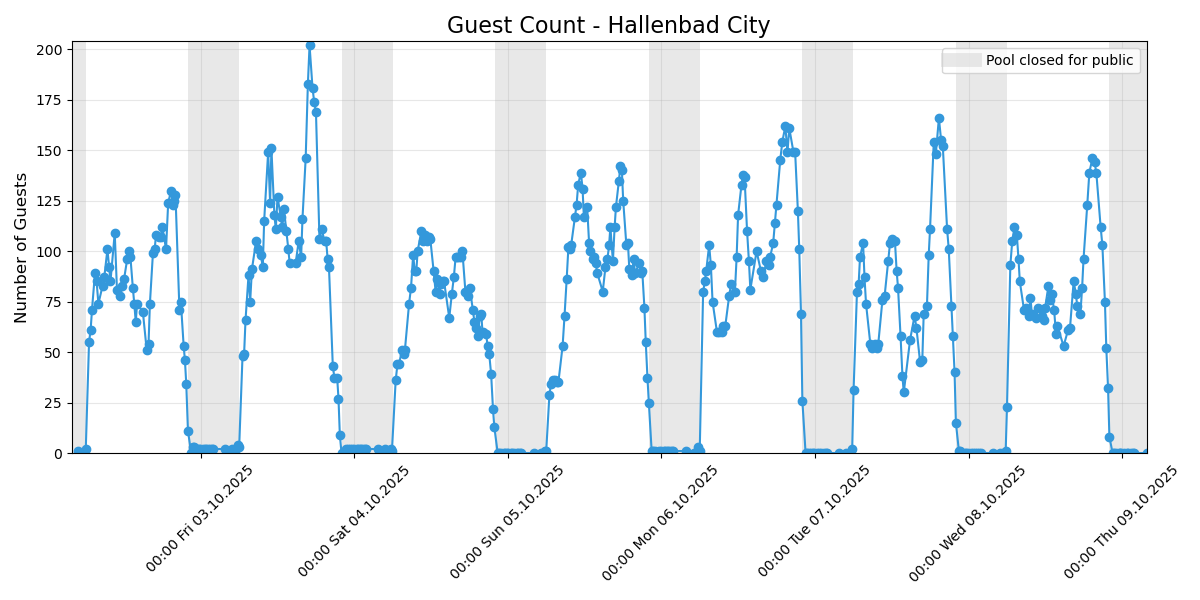 Guest Count - Hallenbad City
Pool closed for public
Number of Guests
200
175
150
125
100
75
50
25
0
00:00 Fri 03.10.2025
00:00 Sat 04.10.2025
00:00 Sun 05.10.2025
00:00 Mon 06.10.2025
00:00 Tue 07.10.2025
00:00 Wed 08.10.2025
00:00 Thu 09.10.2025